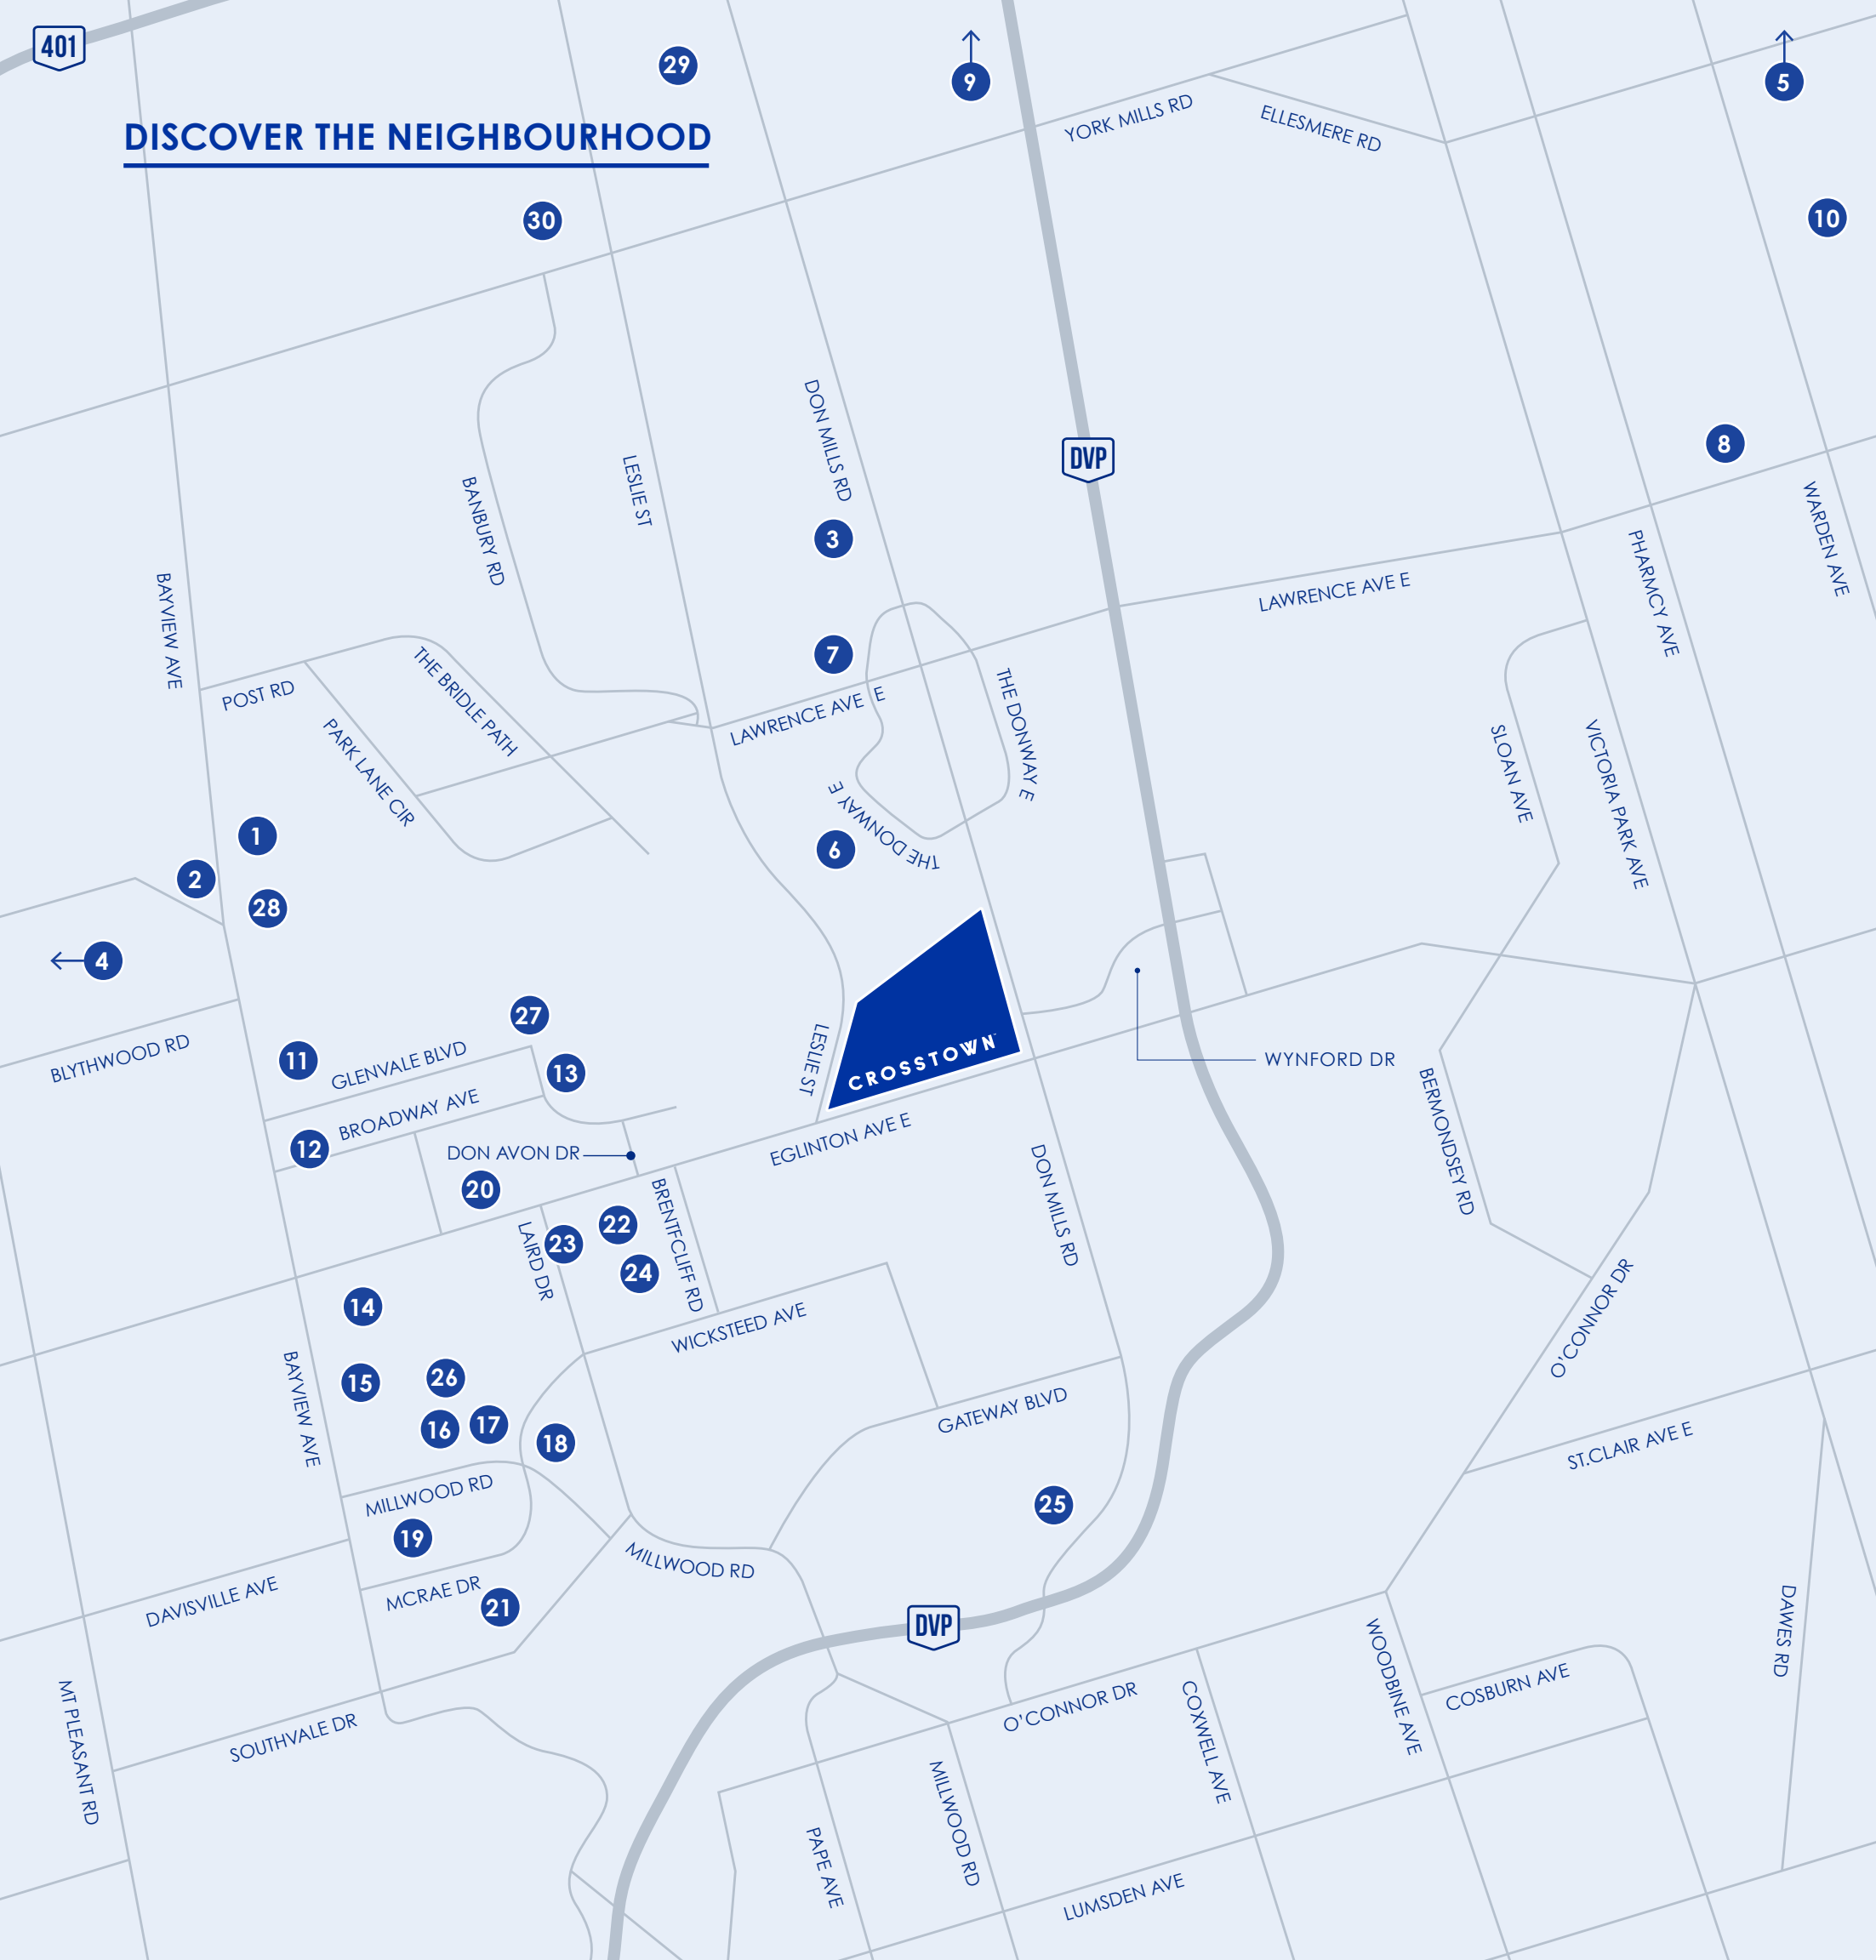 401
29
9
5
DISCOVER THE NEIGHBOURHOOD
YORK MILLS RD
ELLESMERE RD
30
10
DON MILLS RD
DVP
8
LESLIE ST
BANBURY RD
WARDEN AVE
3
PHARMCY AVE
BAYVIEW AVE
LAWRENCE AVE E
7
THE BRIDLE PATH
POST RD
LAWRENCE AVE E
THE DONWAY E
PARK LANE CIR
SLOAN AVE
VICTORIA PARK AVE
THE DONWAY E
1
6
2
28
4
27
BLYTHWOOD RD
11
GLENVALE BLVD
13
LESLIE ST
CROSSTOWN
WYNFORD DR
BROADWAY AVE
12
DON AVON DR
EGLINTON AVE E
BERMONDSEY RD
20
DON MILLS RD
BRENTFCLIFF RD
22
23
LAIRD DR
24
14
WICKSTEED AVE
O'CONNOR DR
15
26
BAYVIEW AVE
GATEWAY BLVD
16
17
18
ST.CLAIR AVE E
MILLWOOD RD
25
19
MILLWOOD RD
DAVISVILLE AVE
MCRAE DR
21
DVP
DAWES RD
WOODBINE AVE
COSBURN AVE
MT PLEASANT RD
SOUTHVALE DR
O'CONNOR DR
COXWELL AVE
MILLWOOD RD
PAPE AVE
LUMSDEN AVE